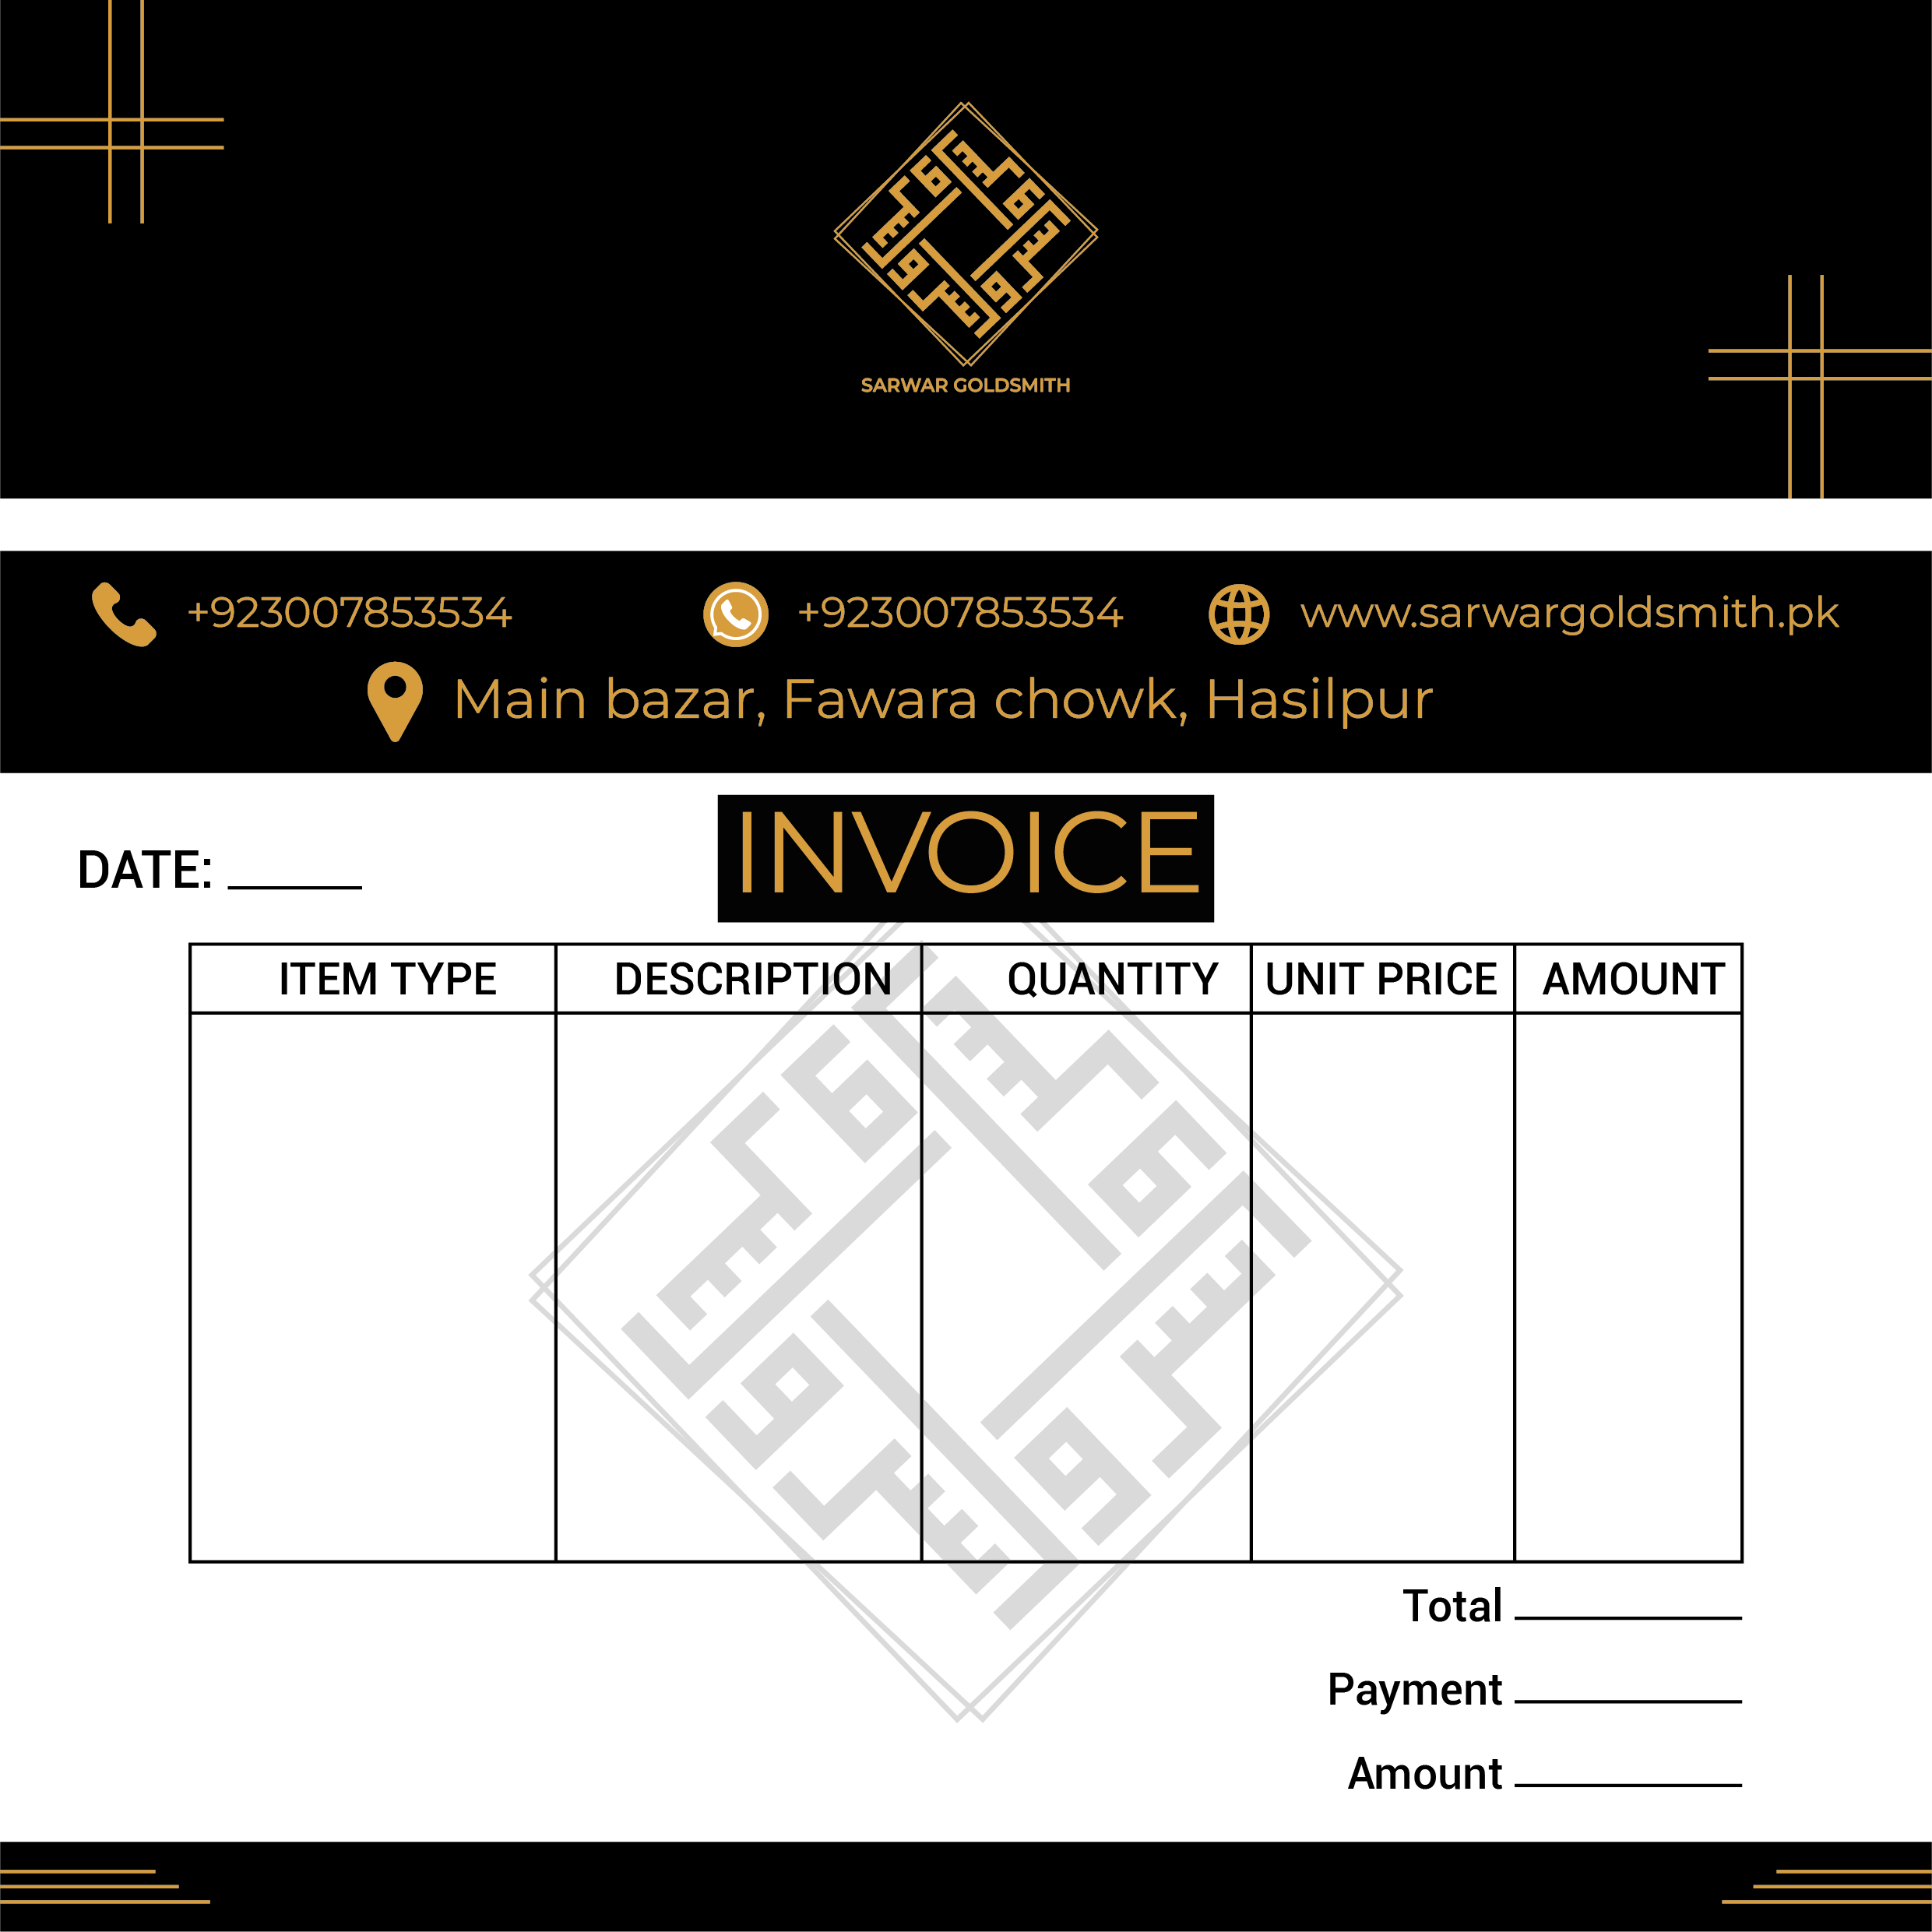 SARWAR GOLDSMITH
+923007853534 +923007853534 www.sarwargoldsmith.pk
Main bazar, Fawara chowk, Hasilpur
INVOICE
DATE:
ITEM TYPE DESCRIPTION QUANTITY UNIT PRICE AMOUNT
Total
Payment
Amount